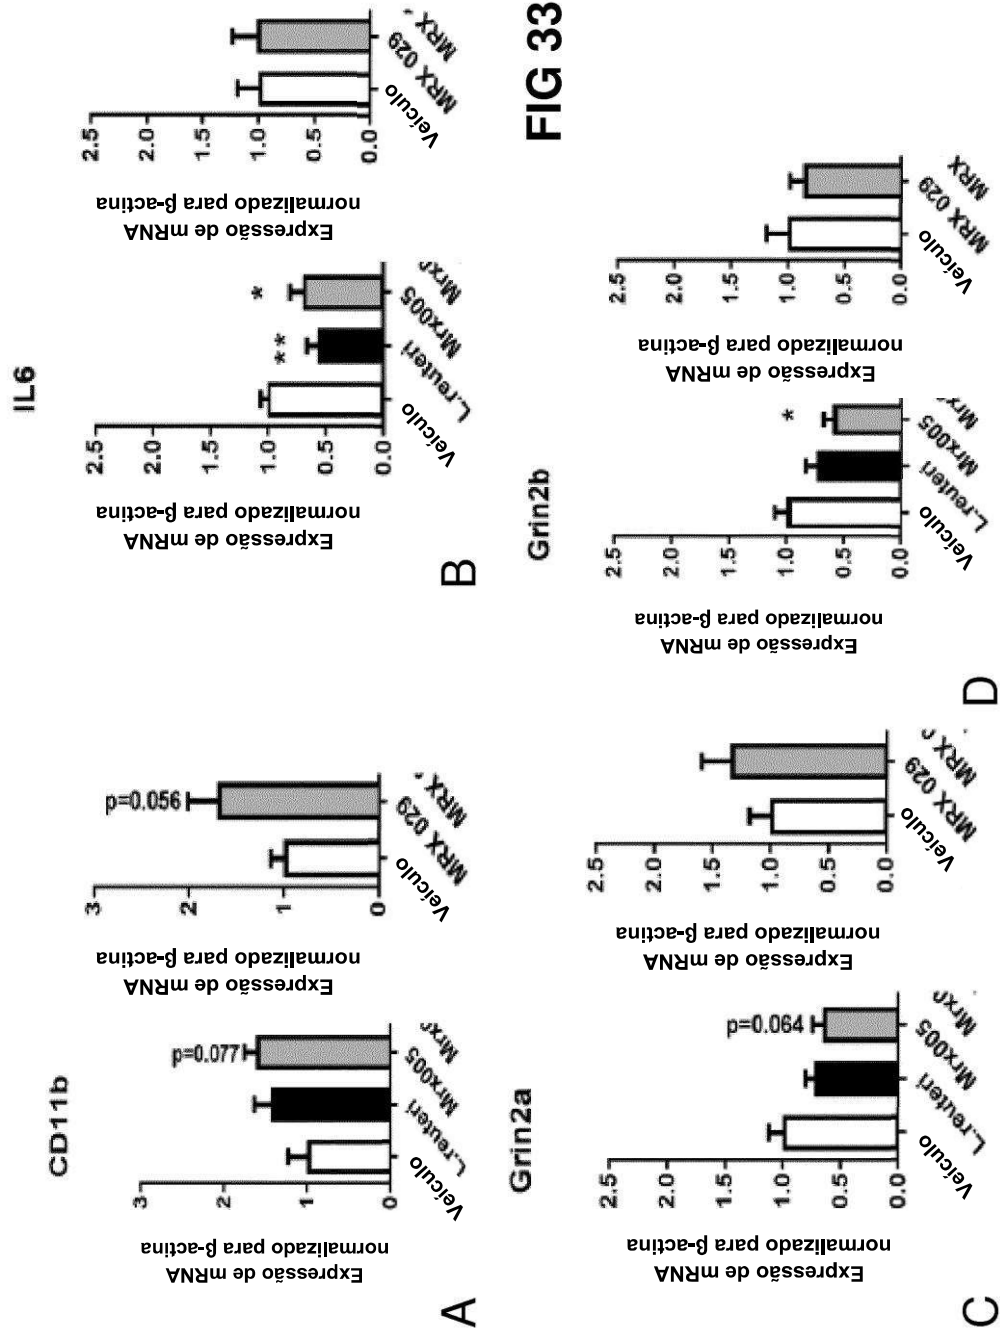 A
CD11b
Expressão de mRNA
normalizado para β-actina
3
2
1
0
p=0.077
Veículo
L.reuteri
Mrx005
Expressão de mRNA
normalizado para β-actina
3
2
1
0
p=0.056
Veículo
MRX 029
MRX
B
IL6
Expressão de mRNA
normalizado para β-actina
2.5
2.0
1.5
1.0
0.5
0.0
**
*
Veículo
L.reuteri
Mrx005
Expressão de mRNA
normalizado para β-actina
2.5
2.0
1.5
1.0
0.5
0.0
Veículo
MRX 029
MRX
C
Grin2a
Expressão de mRNA
normalizado para β-actina
2.5
2.0
1.5
1.0
0.5
0.0
p=0.064
Veículo
L.reuteri
Mrx005
Expressão de mRNA
normalizado para β-actina
2.5
2.0
1.5
1.0
0.5
0.0
Veículo
MRX 029
MRX
D
Grin2b
Expressão de mRNA
normalizado para β-actina
2.5
2.0
1.5
1.0
0.5
0.0
*
Veículo
L.reuteri
Mrx005
Expressão de mRNA
normalizado para β-actina
2.5
2.0
1.5
1.0
0.5
0.0
Veículo
MRX 029
MRX
FIG 33